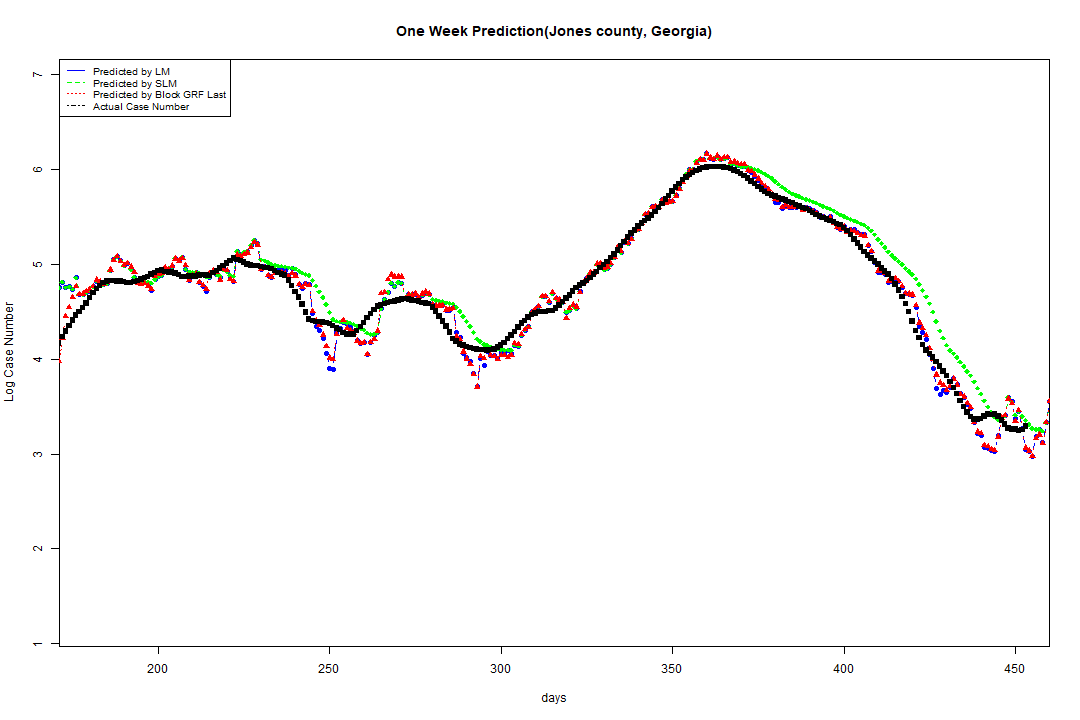 One Week Prediction(Jones county, Georgia)
Predicted by LM
Predicted by SLM
Predicted by Block GRF Last
Actual Case Number
7
6
5
4
3
2
1
Log Case Number
200 250 300 350 400 450
days